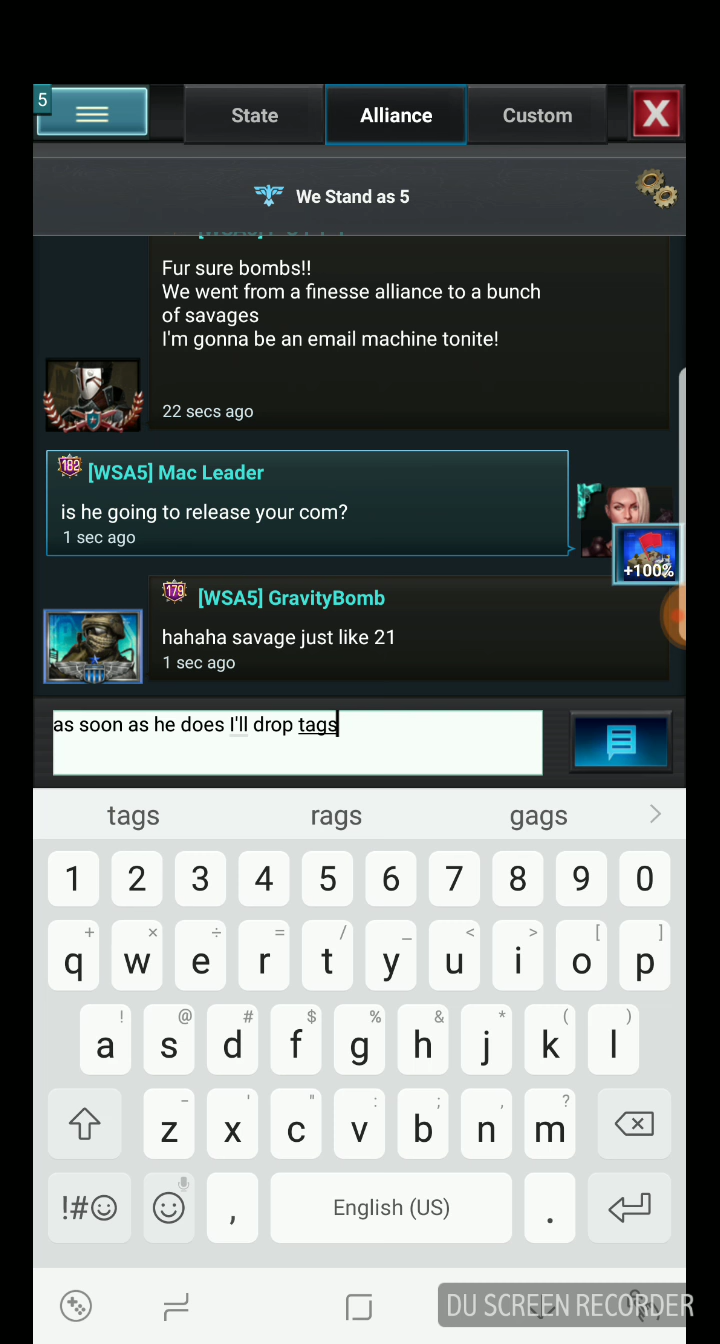 5
State
Alliance
Custom
X
We Stand as 5
Fur sure bombs!!
We went from a finesse alliance to a bunch
of savages
I'm gonna be an email machine tonite!
22 secs ago
182
[WSA5] Mac Leader
is he going to release your com?
1 sec ago
+100%
179
[WSA5] GravityBomb
hahaha savage just like 21
1 sec ago
as soon as he does I'll drop tags
tags rags gags
1 2 3 4 5 6 7 8 9 0
+ × ÷ = / _ < > [ ]
q w e r t y u i o p
! @ # $ % & * ( )
a s d f g h j k l
- ' " : ; , ?
z x c v b n m
!#☺ , English (US) .
DU SCREEN RECORDER